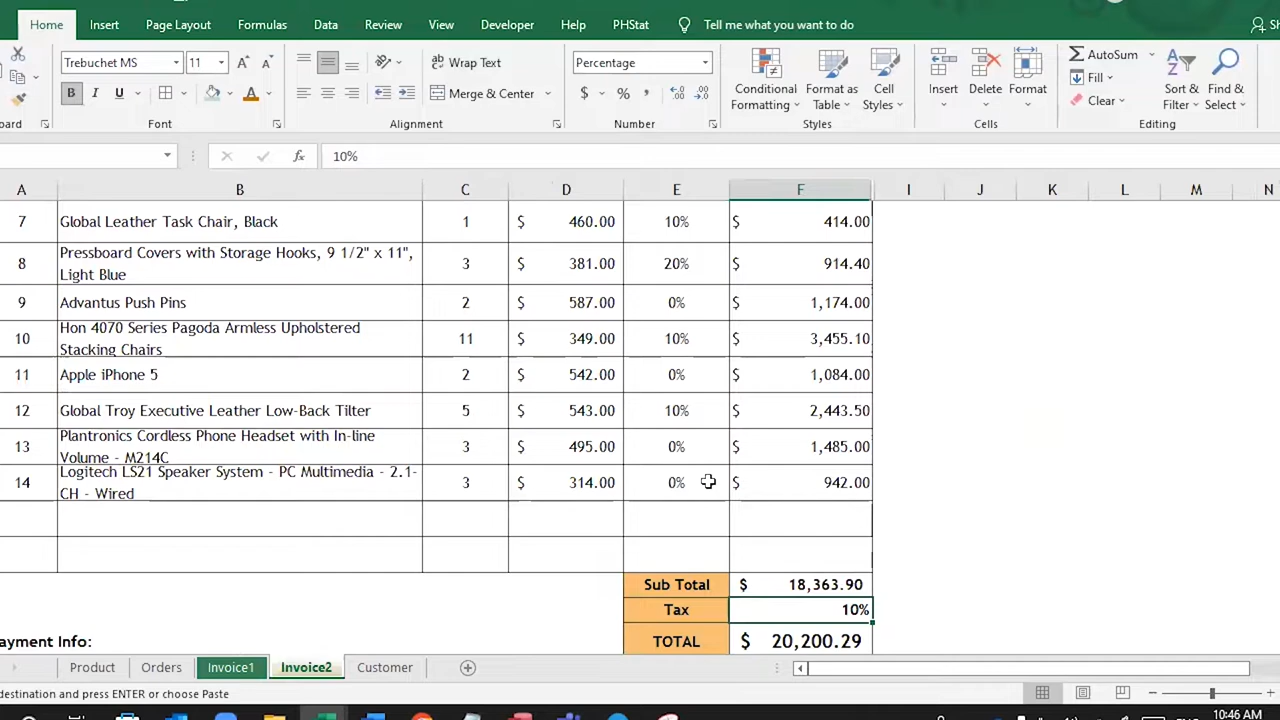 Home Insert Page Layout Formulas Data Review View Developer Help PHStat Tell me what you want to do
Trebuchet MS 11 Wrap Text Percentage AutoSum
B I U Merge & Center $ % Conditional Formatting Format as Table Cell Styles Insert Delete Format Fill Clear Sort & Filter Find & Select
oard Font Alignment Number Styles Cells Editing
fx 10%
A B C D E F I J K L M N
7 Global Leather Task Chair, Black 1 $ 460.00 10% $ 414.00
8 Pressboard Covers with Storage Hooks, 9 1/2" x 11", 3 $ 381.00 20% $ 914.40
Light Blue
9 Advantus Push Pins 2 $ 587.00 0% $ 1,174.00
10 Hon 4070 Series Pagoda Armless Upholstered 11 $ 349.00 10% $ 3,455.10
Stacking Chairs
11 Apple iPhone 5 2 $ 542.00 0% $ 1,084.00
12 Global Troy Executive Leather Low-Back Tilter 5 $ 543.00 10% $ 2,443.50
13 Plantronics Cordless Phone Headset with In-line 3 $ 495.00 0% $ 1,485.00
Volume - M214C
14 Logitech LS21 Speaker System - PC Multimedia - 2.1- 3 $ 314.00 0% $ 942.00
CH - Wired
Sub Total $ 18,363.90
Tax 10%
ayment Info: TOTAL $ 20,200.29
Product Orders Invoice1 Invoice2 Customer
destination and press ENTER or choose Paste
10:46 AM